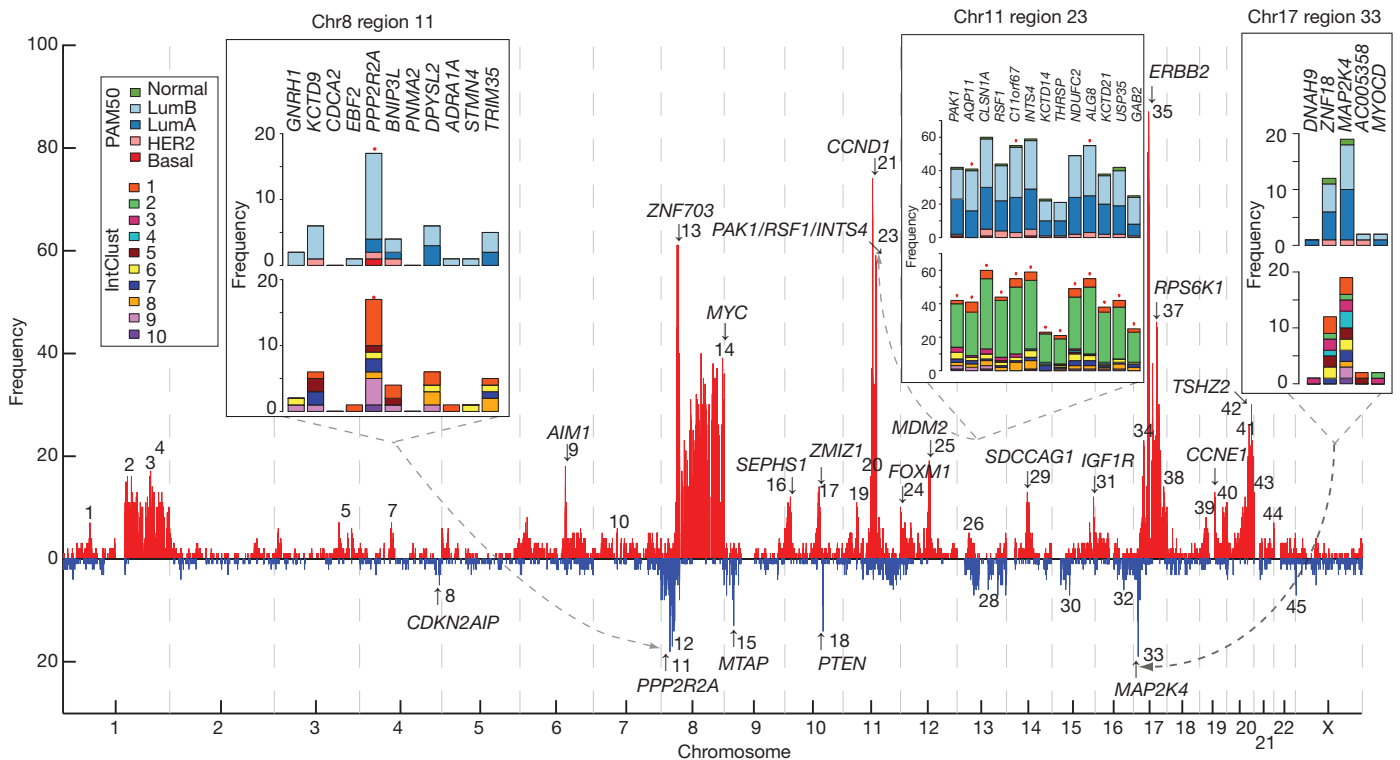 Chr8 region 11
Chr11 region 23
Chr17 region 33
Frequency
100
80
60
40
20
0
20
PAM50
Normal
LumB
LumA
HER2
Basal
IntClust
1
2
3
4
5
6
7
8
9
10
GNRH1
KCTD9
CDCA2
EBF2
PPP2R2A
BNIP3L
PNMA2
DPYSL2
ADRA1A
STMN4
TRIM35
Frequency
20
10
0
20
10
0
PAK1
AQP11
CLSN1A
RSF1
C11orf67
INTS4
KCTD14
THRSP
NDUFC2
ALG8
KCTD21
USP35
GAB2
Frequency
60
40
20
0
60
40
20
0
DNAH9
ZNF18
MAP2K4
AC005358
MYOCD
Frequency
20
10
0
20
10
0
1
2
3
4
5
7
↓
AIM1
↓9
10
ZNF703
↓13
MYC
↓
14
SEPHS1
16↓
ZMIZ1
↓
17
19
20
CCND1
↓21
PAK1/RSF1/INTS4
23
FOXM1
↓
24
MDM2
↓25
26
SDCCAG1
↓
29
IGF1R
↓
31
ERBB2
↓
35
34
RPS6K1
↓
37
38
39
CCNE1
↓
40
TSHZ2
42
41
43
44
↑8
CDKN2AIP
12
↑
11
PPP2R2A
↑15
MTAP
↑18
PTEN
28
30
32
33
↑
MAP2K4
45
1
2
3
4
5
6
7
8
9
10
11
12
13
14
15
16
17
18
19
20
21
22
X
Chromosome